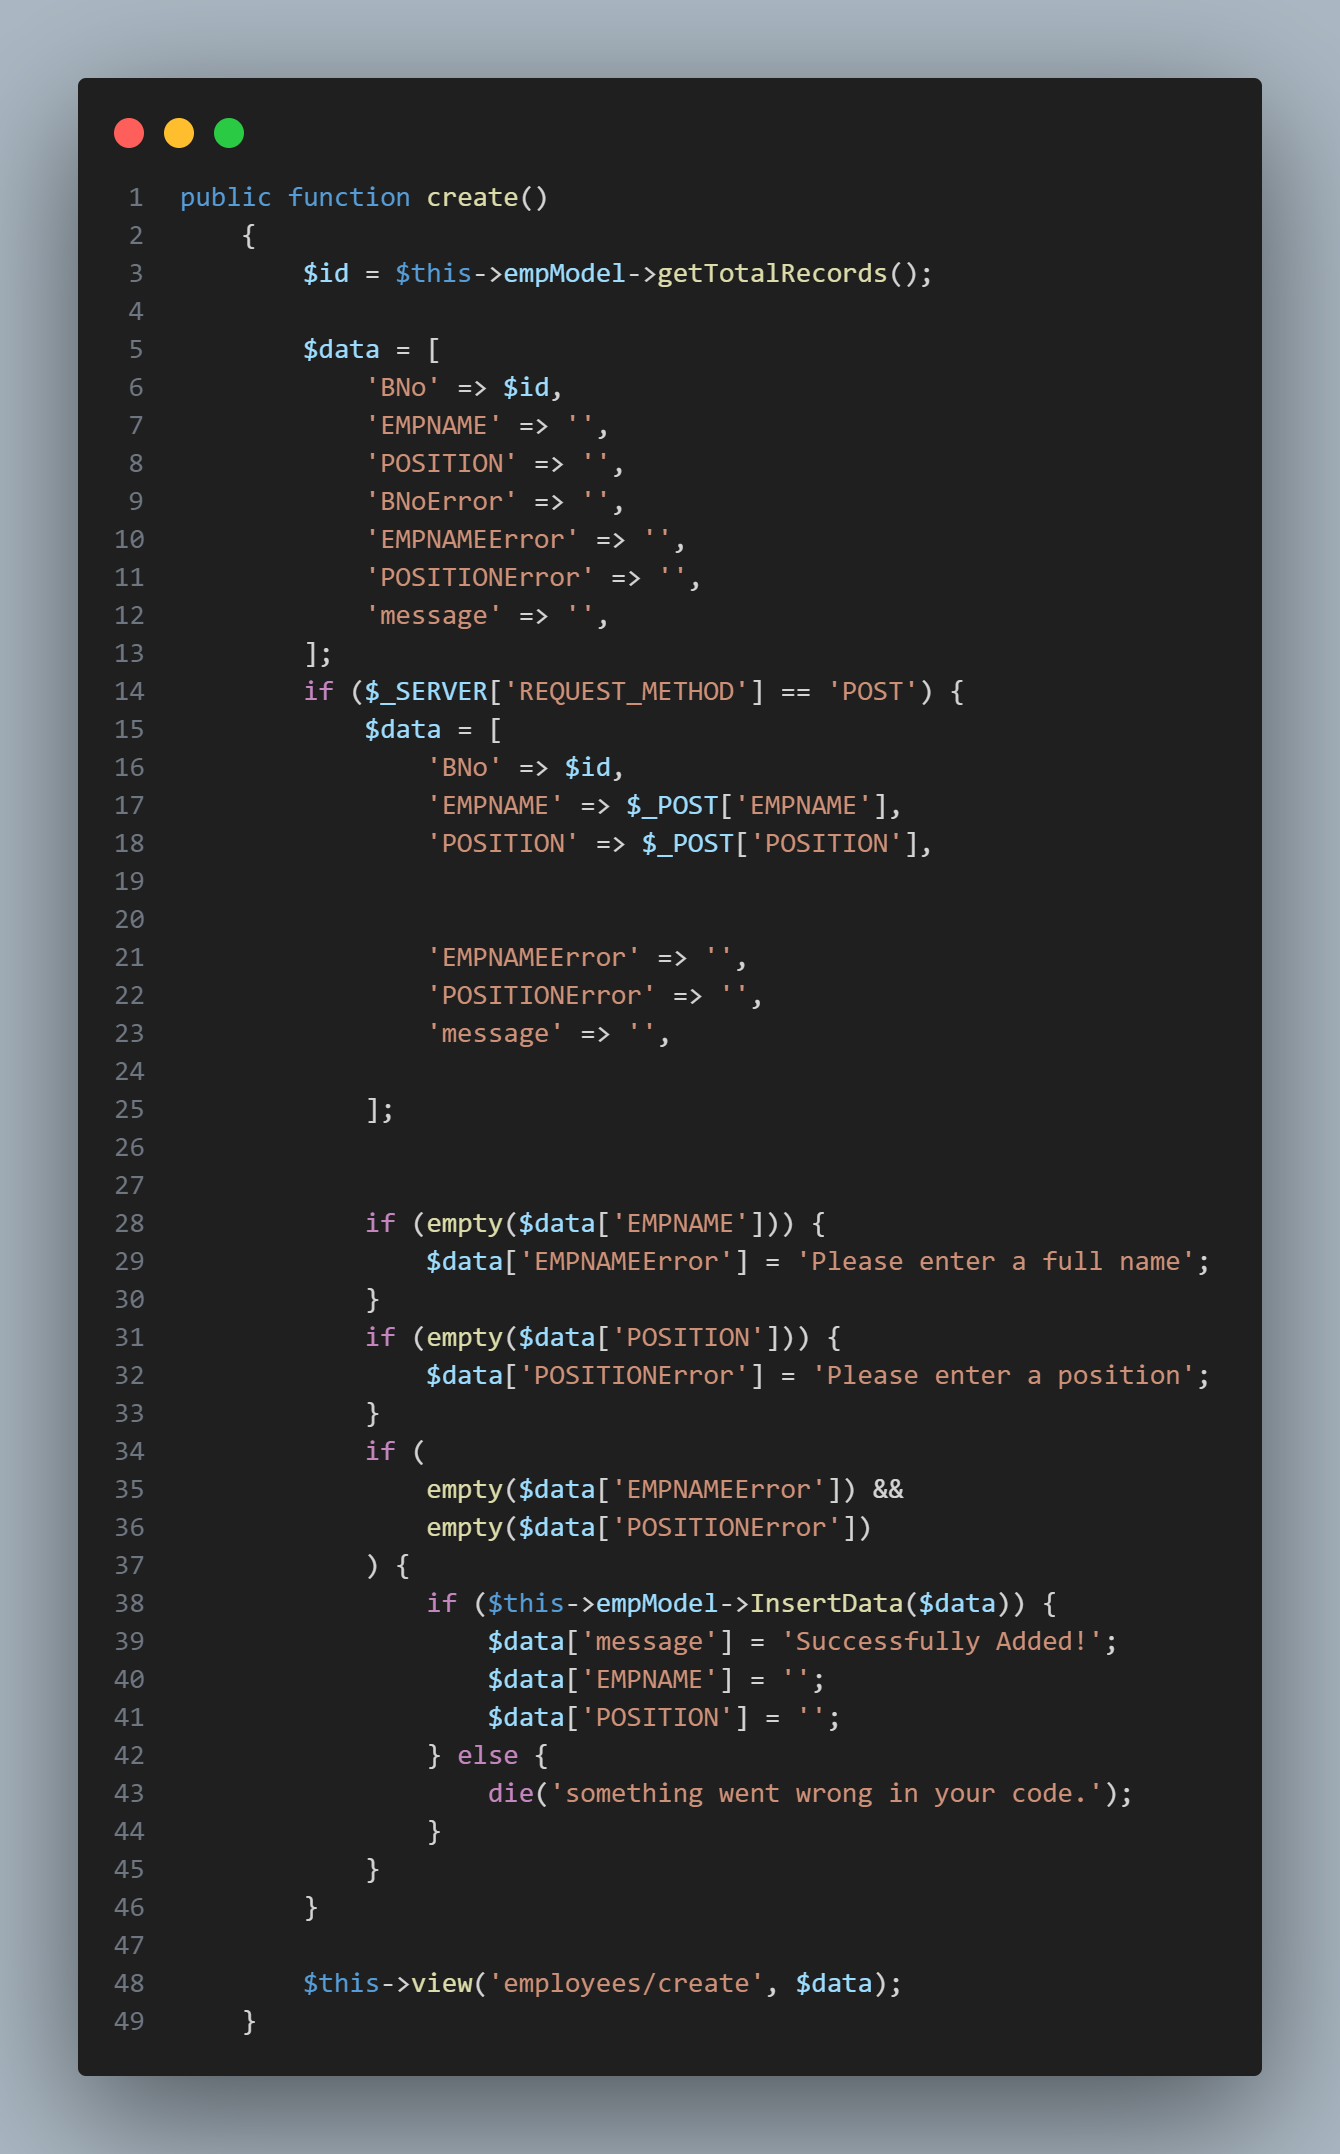 1 public function create()
2 {
3 $id = $this->empModel->getTotalRecords();
4
5 $data = [
6 'BNo' => $id,
7 'EMPNAME' => '',
8 'POSITION' => '',
9 'BNoError' => '',
10 'EMPNAMEError' => '',
11 'POSITIONError' => '',
12 'message' => '',
13 ];
14 if ($_SERVER['REQUEST_METHOD'] == 'POST') {
15 $data = [
16 'BNo' => $id,
17 'EMPNAME' => $_POST['EMPNAME'],
18 'POSITION' => $_POST['POSITION'],
19
20
21 'EMPNAMEError' => '',
22 'POSITIONError' => '',
23 'message' => '',
24
25 ];
26
27
28 if (empty($data['EMPNAME'])) {
29 $data['EMPNAMEError'] = 'Please enter a full name';
30 }
31 if (empty($data['POSITION'])) {
32 $data['POSITIONError'] = 'Please enter a position';
33 }
34 if (
35 empty($data['EMPNAMEError']) &&
36 empty($data['POSITIONError'])
37 ) {
38 if ($this->empModel->InsertData($data)) {
39 $data['message'] = 'Successfully Added!';
40 $data['EMPNAME'] = '';
41 $data['POSITION'] = '';
42 } else {
43 die('something went wrong in your code.');
44 }
45 }
46 }
47
48 $this->view('employees/create', $data);
49 }